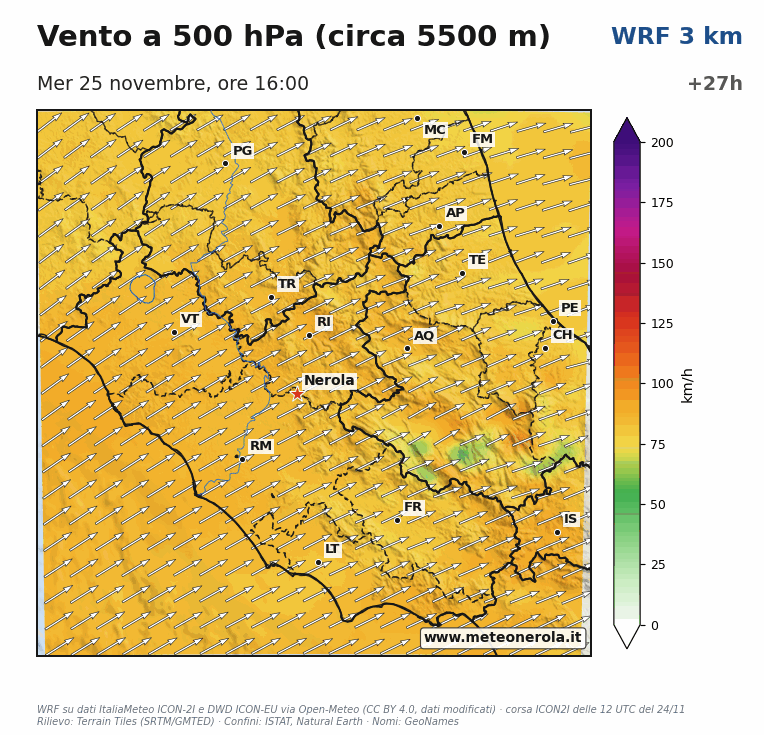 Vento a 500 hPa (circa 5500 m)
WRF 3 km
Mer 25 novembre, ore 16:00
+27h
MC
FM
PG
AP
TE
TR
PE
VT
RI
AQ
CH
Nerola
RM
FR
IS
LT
www.meteonerola.it
200
175
150
125
100
75
50
25
0
km/h
WRF su dati ItaliaMeteo ICON-2I e DWD ICON-EU via Open-Meteo (CC BY 4.0, dati modificati) · corsa ICON2I delle 12 UTC del 24/11
Rilievo: Terrain Tiles (SRTM/GMTED) · Confini: ISTAT, Natural Earth · Nomi: GeoNames